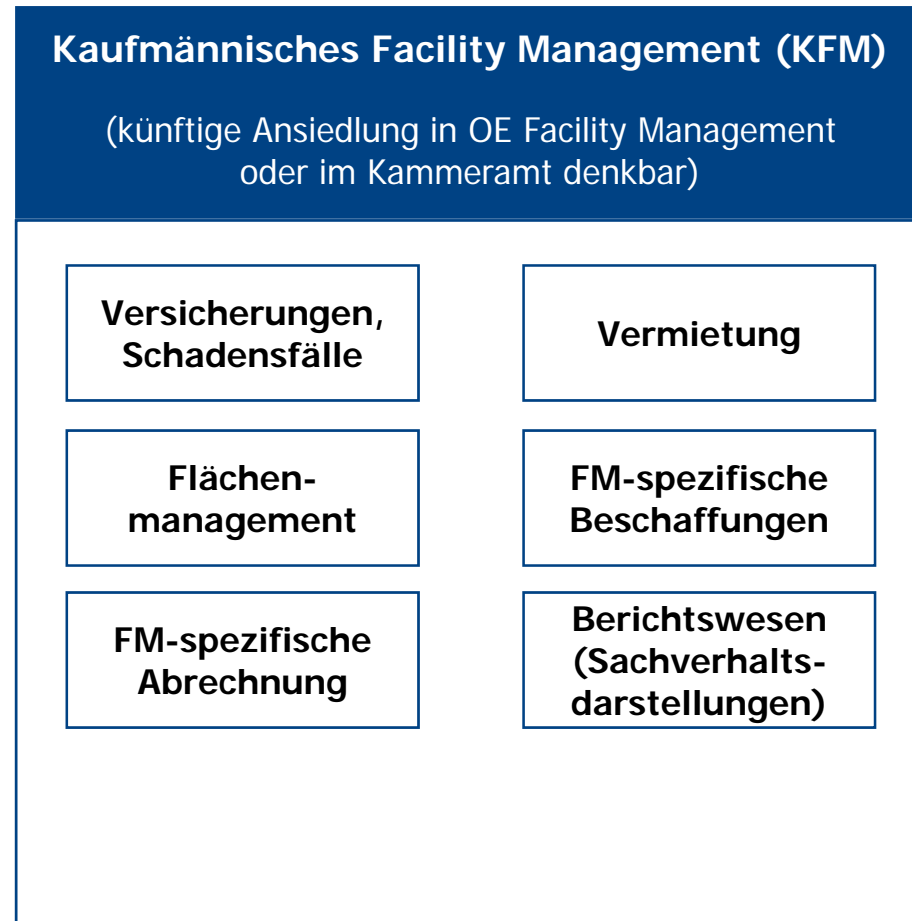 Kaufmännisches Facility Management (KFM)
(künftige Ansiedlung in OE Facility Management
oder im Kammeramt denkbar)
Versicherungen,
Schadensfälle
Vermietung
Flächen-
management
FM-spezifische
Beschaffungen
FM-spezifische
Abrechnung
Berichtswesen
(Sachverhalts-
darstellungen)